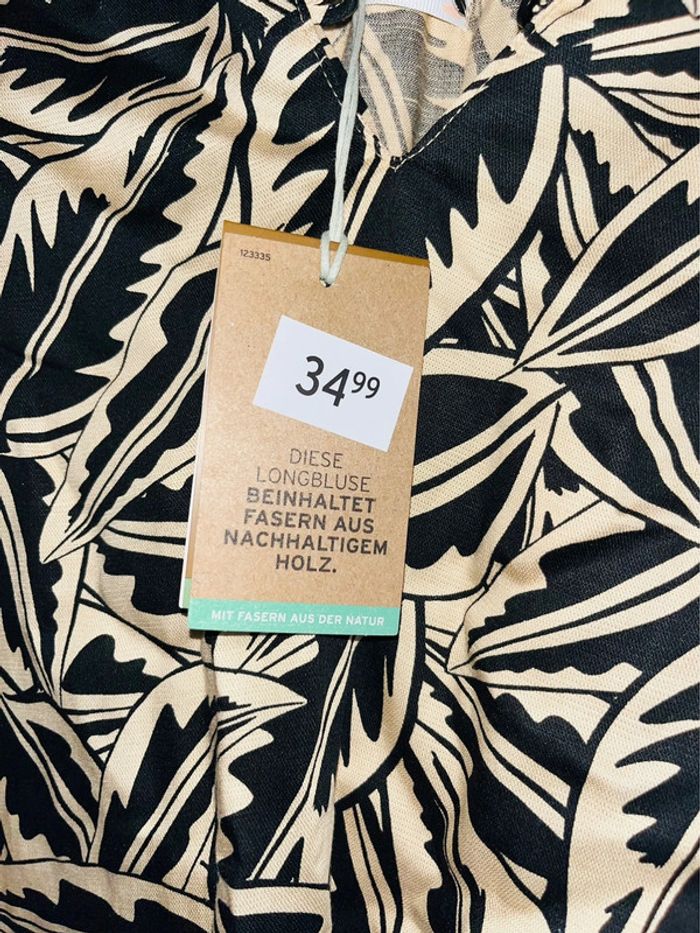 123335
34⁹⁹
DIESE
LONGBLUSE
BEINHALTET
FASERN AUS
NACHHALTIGEM
HOLZ.
MIT FASERN AUS DER NATUR